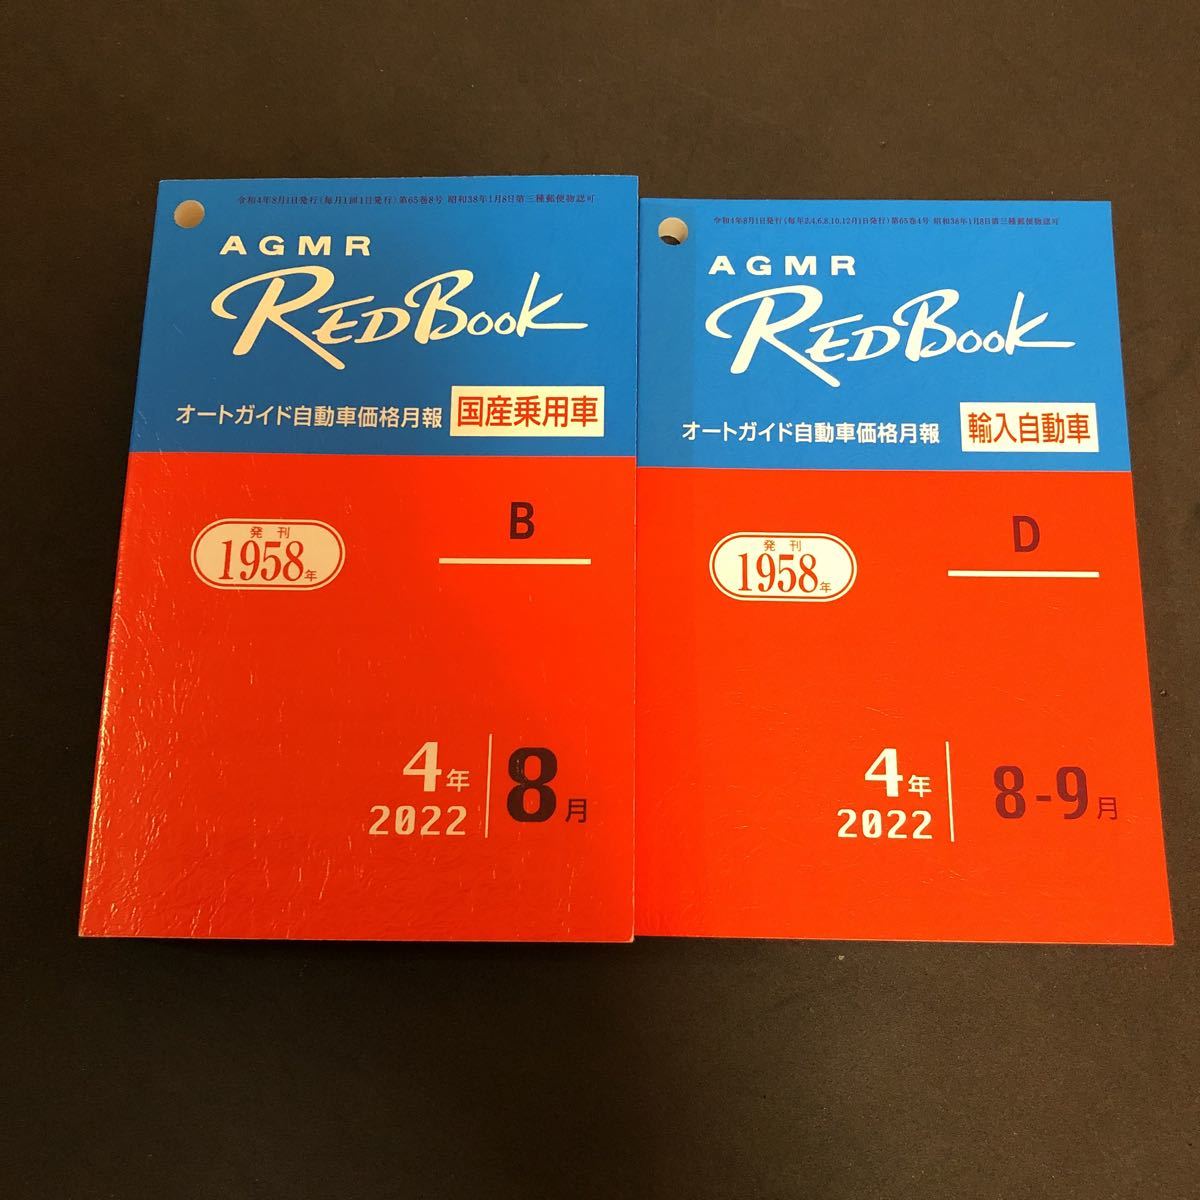 令和4年8月1日発行(毎月1回1日発行)第65巻8号 昭和38年1月8日第三種郵便物認可
AGMR
RED BOOK
オートガイド自動車価格月報 国産乗用車
発刊
1958年
B
4年
2022
8月
令和4年8月1日発行(毎年2,4,6,8,10,12月1日発行)第65巻4号 昭和38年1月8日第三種郵便物認可
AGMR
RED BOOK
オートガイド自動車価格月報 輸入自動車
発刊
1958年
D
4年
2022
8-9月